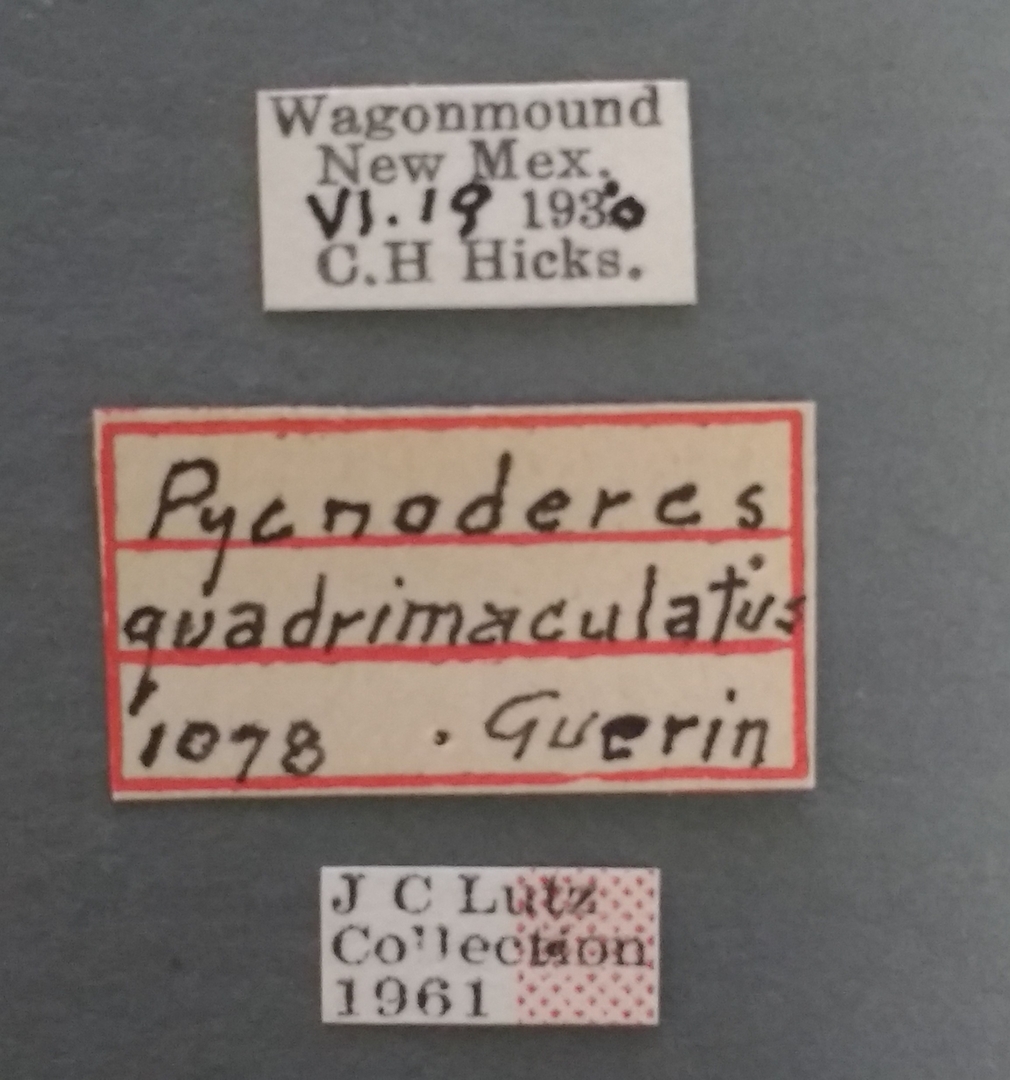 Wagonmound
New Mex.
VI.19 1930
C.H Hicks.
Pycnoderes
quadrimaculatus
1078 . Guerin
J C Lutz
Collection
1961